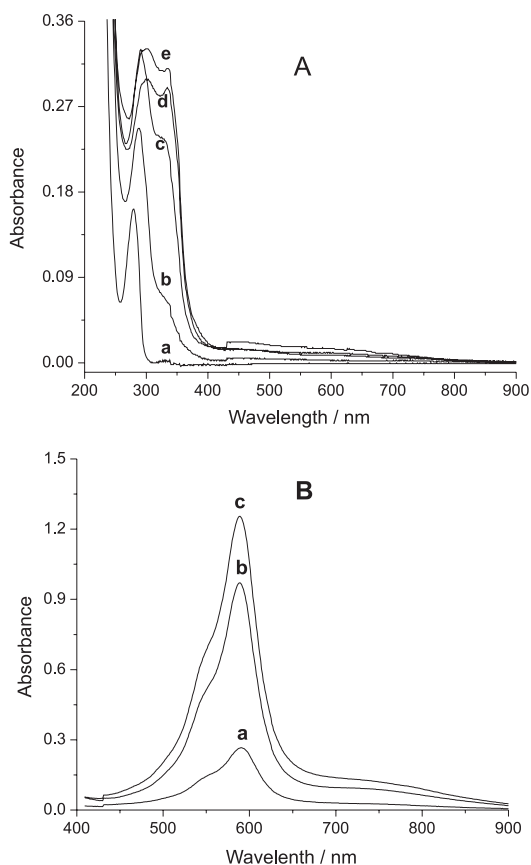 A
0.36
e
0.27
d
c
0.18
b
0.09
a
0.00
200 300 400 500 600 700 800 900
Absorbance
Wavelength / nm
B
1.5
c
1.2
b
0.9
0.6
a
0.3
0.0
400 500 600 700 800 900
Absorbance
Wavelenth / nm